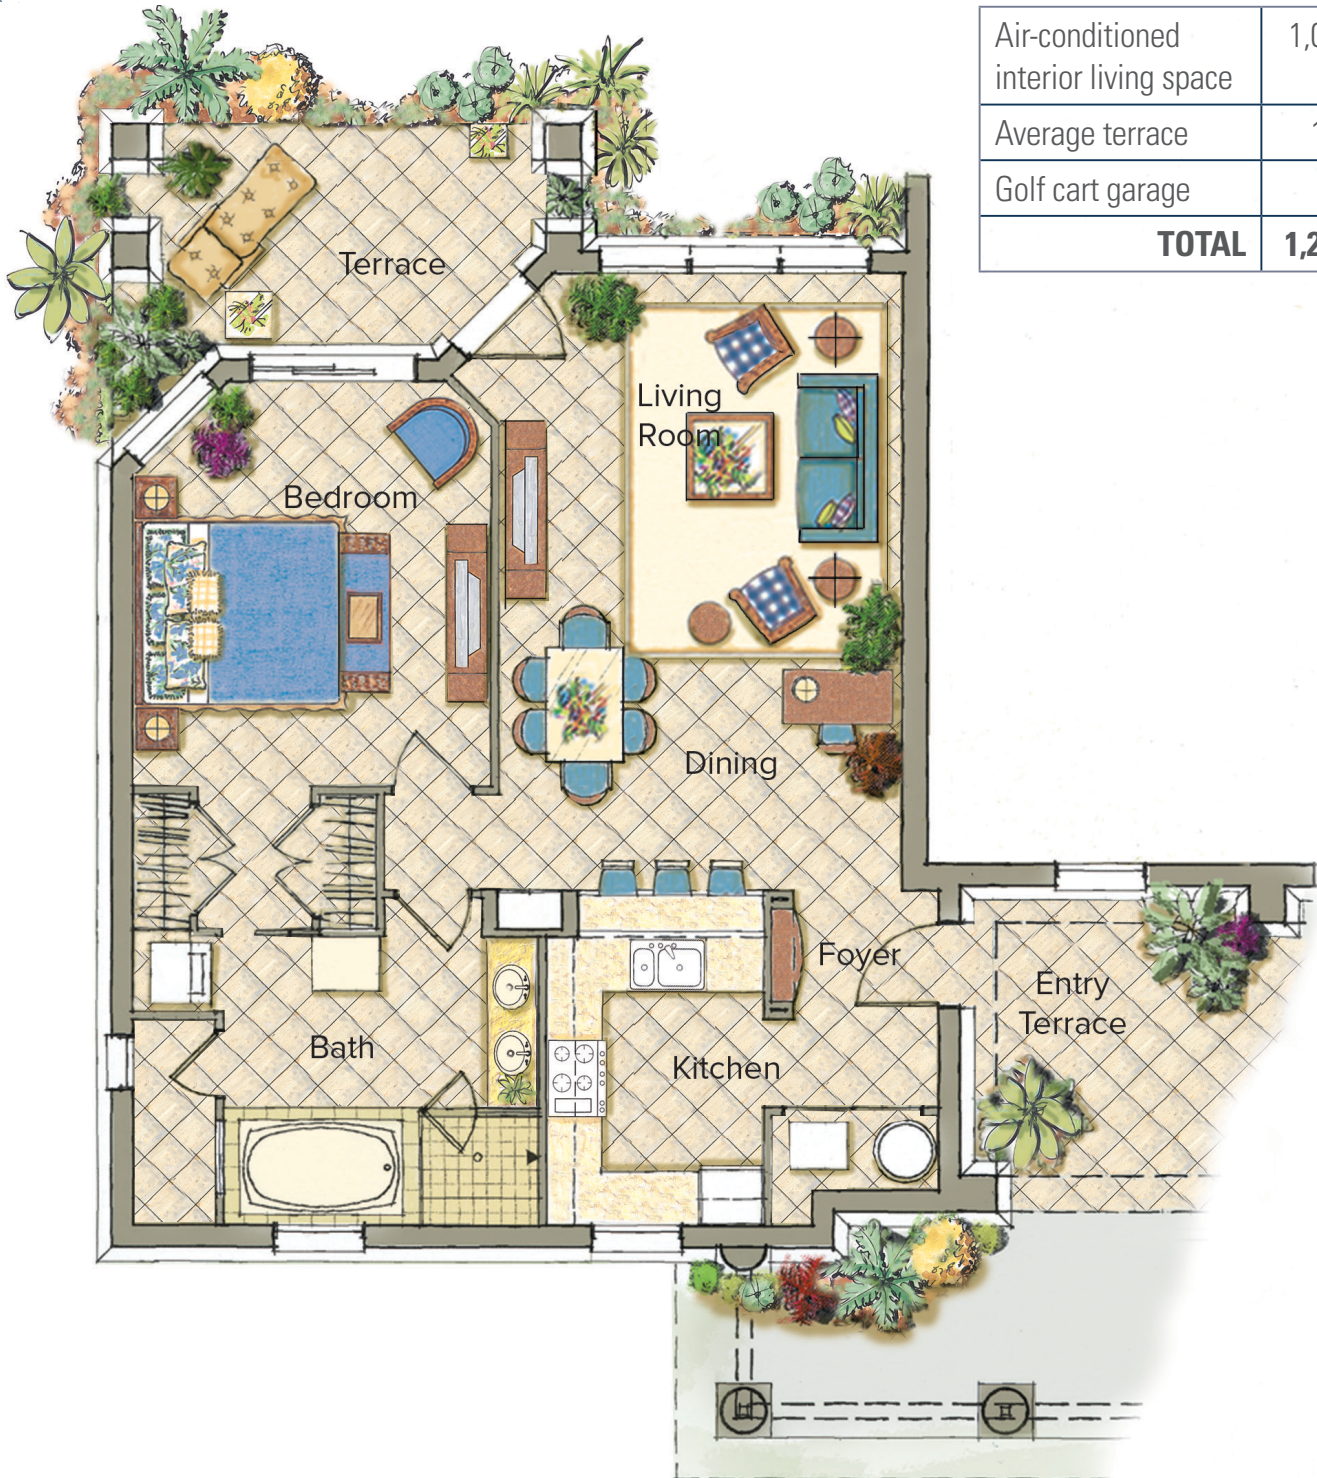 Air-conditioned
interior living space
Average terrace
Golf cart garage
TOTAL
Terrace
Living
Room
Bedroom
Dining
Foyer
Entry
Terrace
Bath
Kitchen